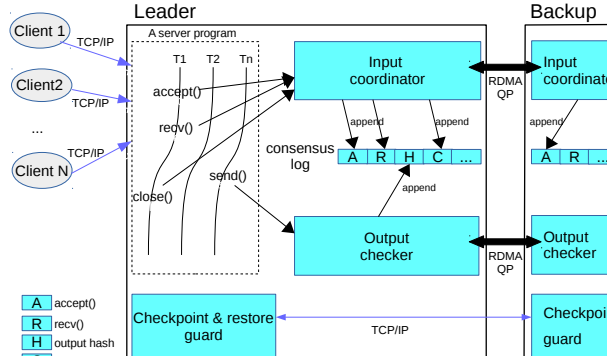 Leader
Backup
Client 1
A server program
TCP/IP
T1
T2
Tn
Input
coordinator
Input
RDMA
QP
Client2
TCP/IP
accept()
append
append
append
append
...
recv()
consensus
log
A
R
H
C
...
A
R
...
TCP/IP
Client N
send()
append
close()
Output
checker
Output
checker
RDMA
QP
A
accept()
R
recv()
H
output hash
Checkpoint & restore
guard
TCP/IP
guard